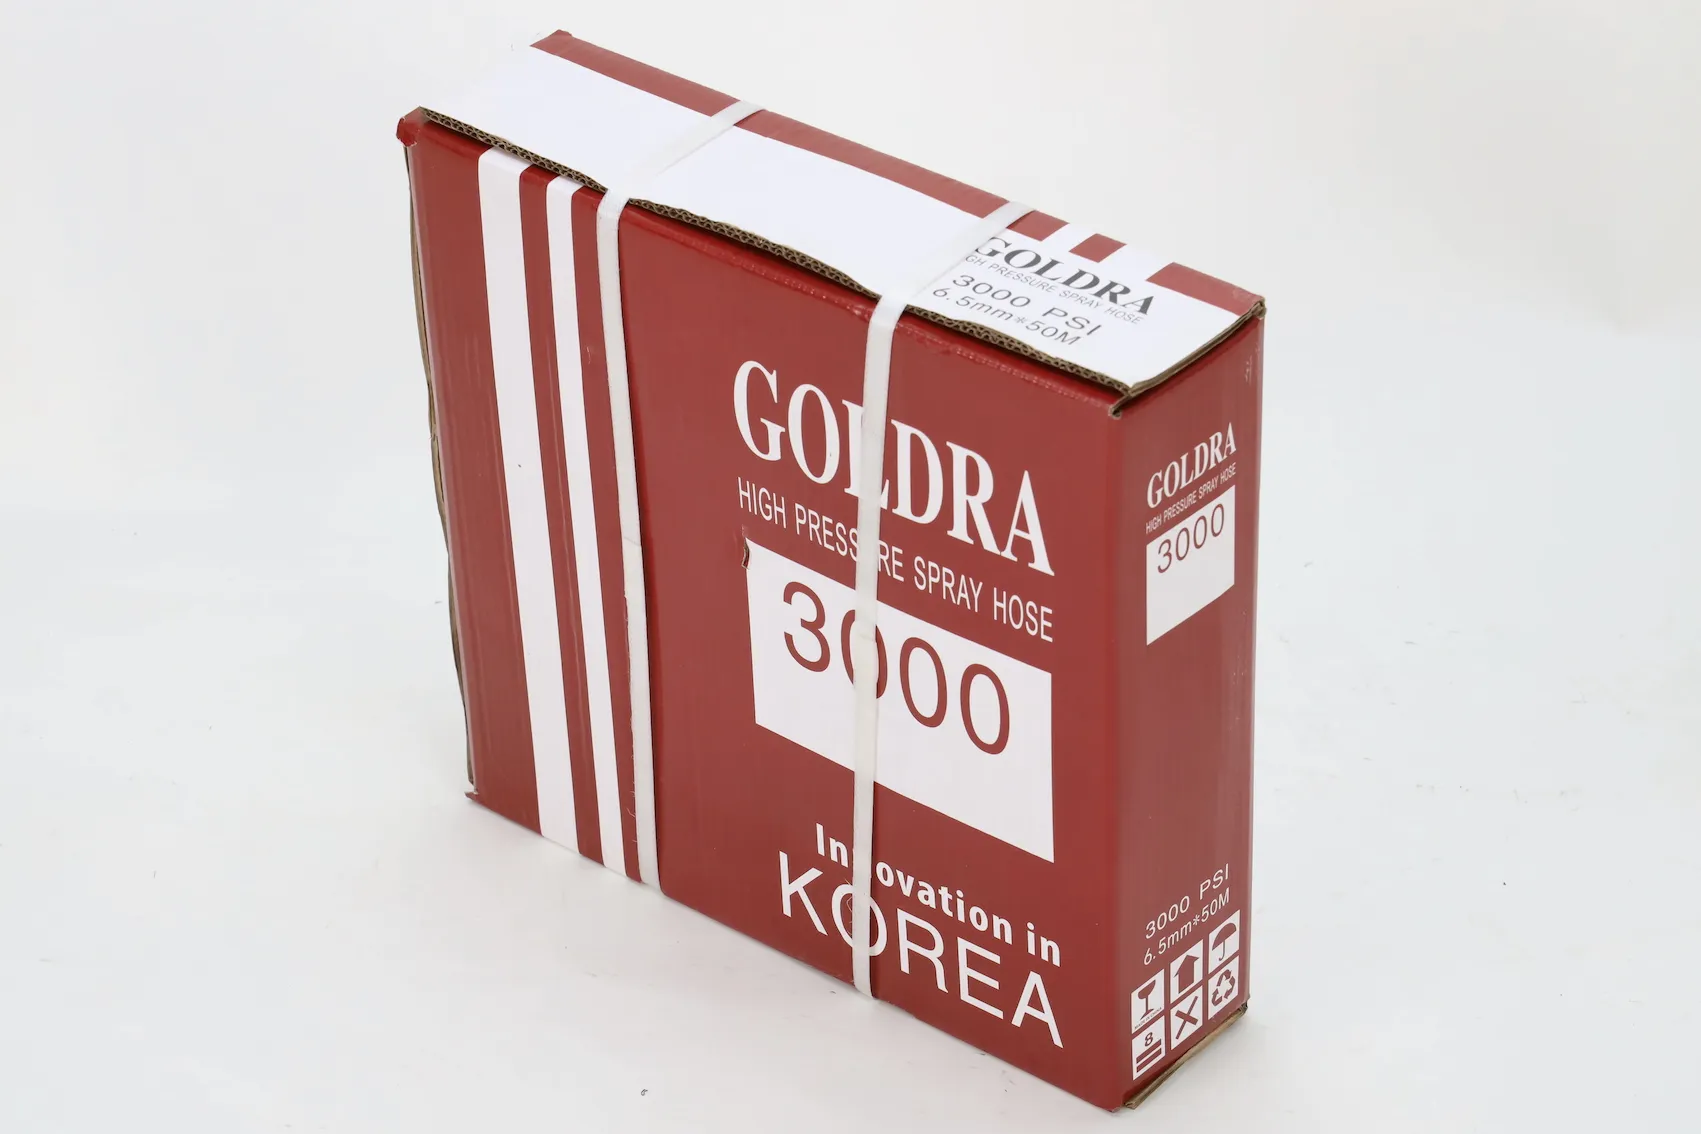 GOLDRA
HIGH PRESSURE SPRAY HOSE
3000 PSI
6.5mm*50M
GOLDRA
HIGH PRESSURE SPRAY HOSE
3000
Innovation in
KOREA
GOLDRA
HIGH PRESSURE SPRAY HOSE
3000
3000 PSI
6.5mm*50M
8